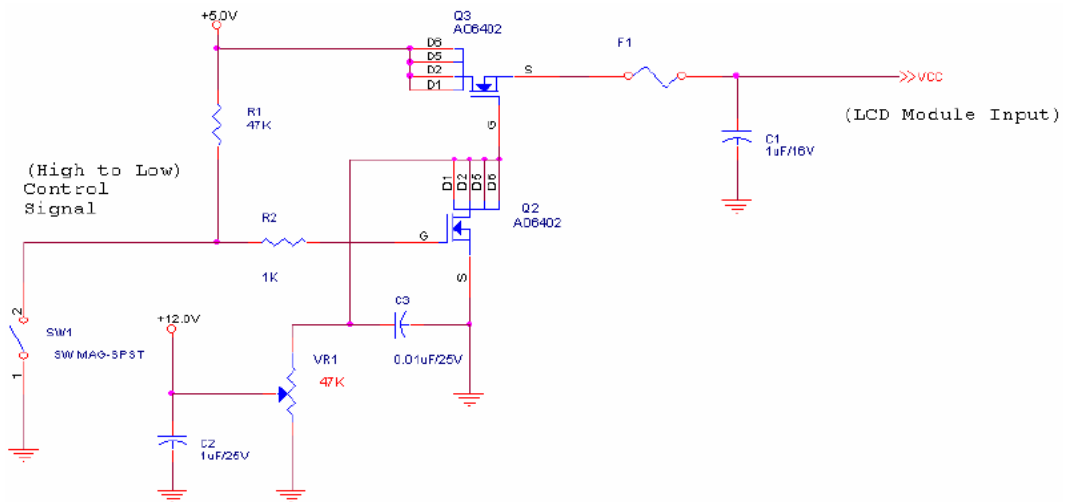 +5.0V
Q3
AO6402
D6
D5
D2
D1
S
G
F1
VCC
(LCD Module Input)
C1
1uF/16V
R1
47K
(High to Low)
Control
Signal
D1
D2
D5
D6
Q2
AO6402
R2
1K
G
S
2
SW1
SW MAG-SPST
1
+12.0V
C3
0.01uF/25V
VR1
47K
C2
1uF/25V